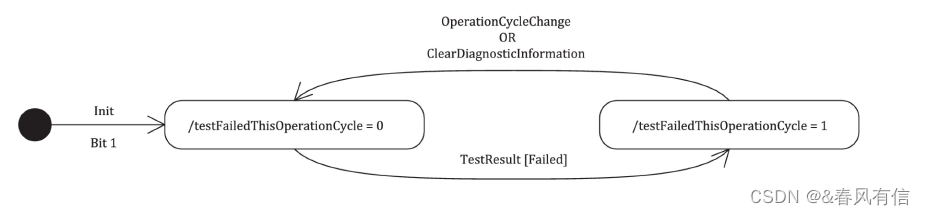 OperationCycleChange
OR
ClearDiagnosticInformation
Init
Bit 1
/testFailedThisOperationCycle = 0
/testFailedThisOperationCycle = 1
TestResult [Failed]
CSDN @&春风有信